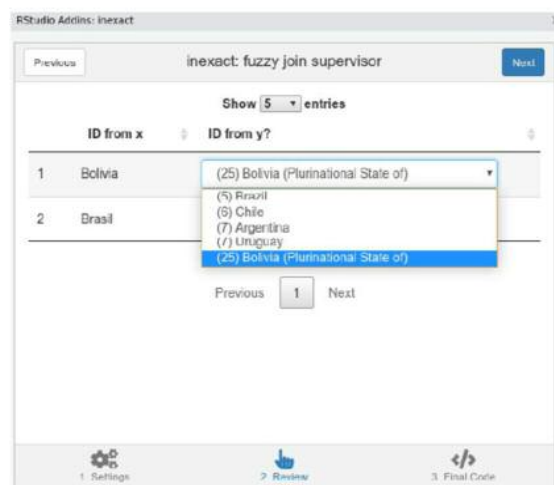 RStudio Addins: inexact
Previous inexact: fuzzy join supervisor Next
Show 5 entries
ID from x ID from y?
1 Bolivia (25) Bolivia (Plurinational State of)
(5) Brazil
(6) Chile
2 Brasil
(7) Argentina
(7) Uruguay
(25) Bolivia (Plurinational State of)
Previous 1 Next
1. Settings 2. Review 3. Final Code